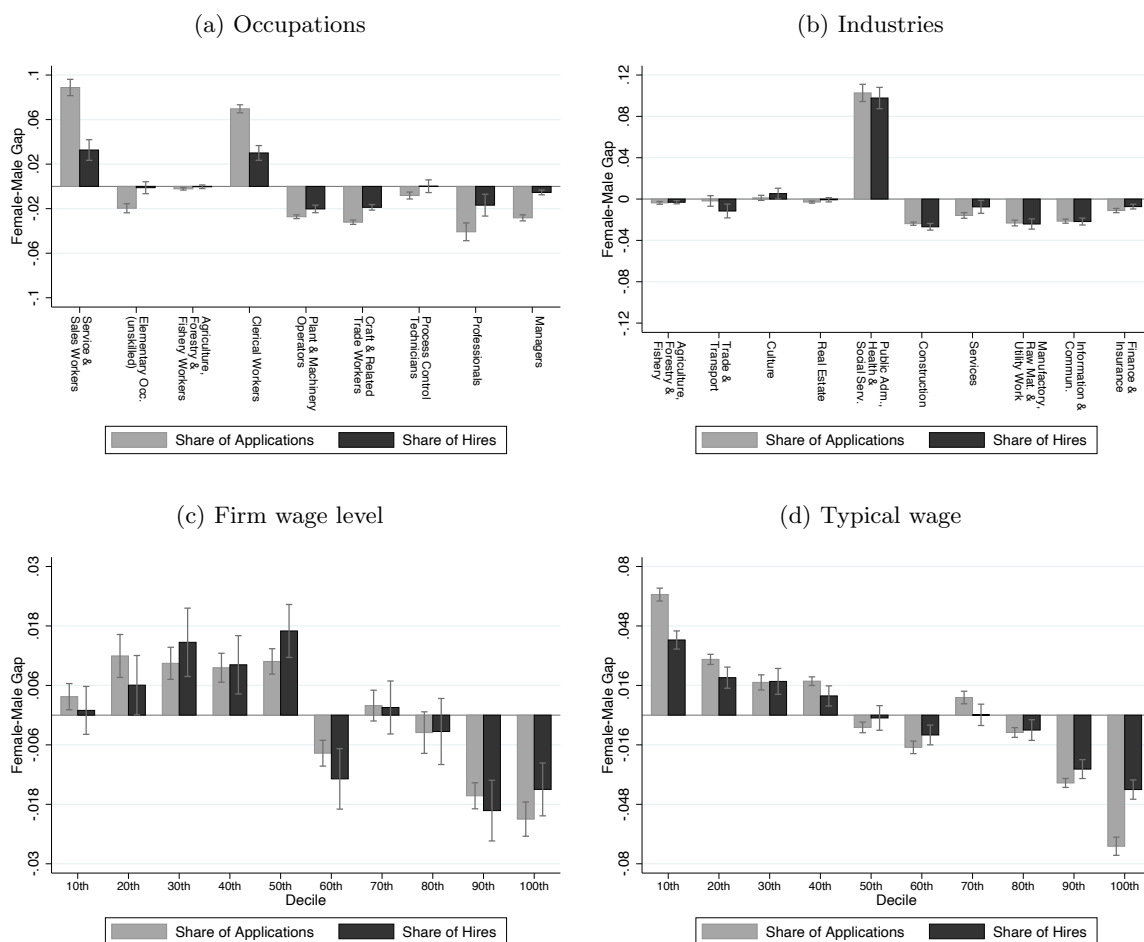 (a) Occupations
Female-Male Gap
.1
.06
.02
-.02
-.06
-.1
Service &
Sales Workers
Elementary Occ.
(unskilled)
Agriculture,
Forestry &
Fishery Workers
Clerical Workers
Plant & Machinery
Operators
Craft & Related
Trade Workers
Process Control
Technicians
Professionals
Managers
Share of Applications
Share of Hires
(b) Industries
Female-Male Gap
.12
.08
.04
0
-.04
-.08
-.12
Agriculture,
Forestry &
Fishery
Trade &
Transport
Culture
Real Estate
Public Adm.,
Health &
Social Serv.
Construction
Services
Manufactory,
Raw Mat. &
Utility Work
Information &
Commun.
Finance &
Insurance
Share of Applications
Share of Hires
(c) Firm wage level
Female-Male Gap
.03
.018
.006
-.006
-.018
-.03
10th 20th 30th 40th 50th 60th 70th 80th 90th 100th
Decile
Share of Applications
Share of Hires
(d) Typical wage
Female-Male Gap
.08
.048
.016
-.016
-.048
-.08
10th 20th 30th 40th 50th 60th 70th 80th 90th 100th
Decile
Share of Applications
Share of Hires